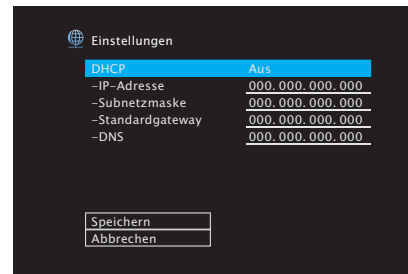 Einstellungen
DHCP Aus
-IP-Adresse 000.000.000.000
-Subnetzmaske 000.000.000.000
-Standardgateway 000.000.000.000
-DNS 000.000.000.000
Speichern
Abbrechen